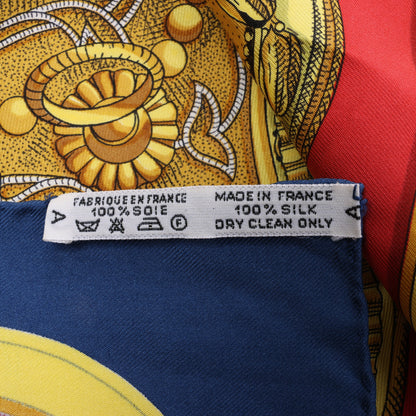 A
FABRIQUE EN FRANCE
100% SOIE
F
MADE IN FRANCE
100% SILK
DRY CLEAN ONLY
A